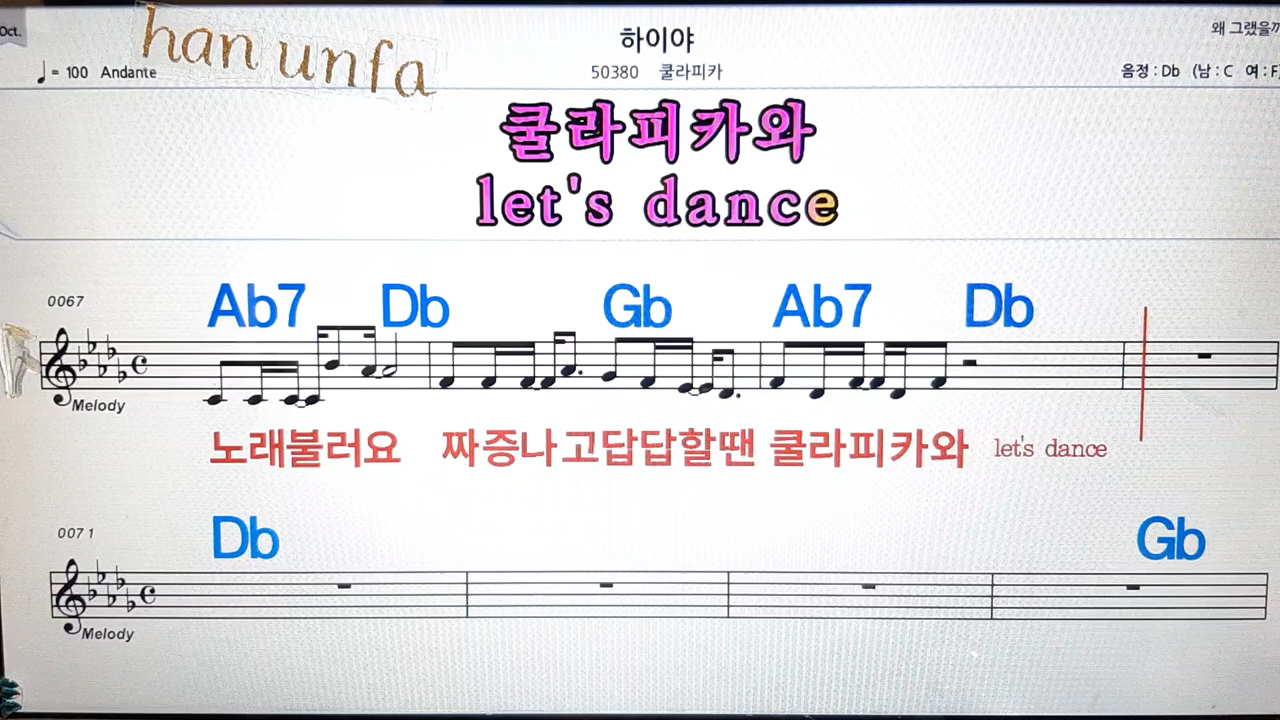 Oct.
han unfa
하이야
왜 그랬을까
♩= 100 Andante
50380 쿨라피카
음정 : Db (남 : C 여 : F
쿨라피카와
let's dance
0067
Ab7 Db Gb Ab7 Db
Melody
노래불러요 짜증나고답답할땐 쿨라피카와 let's dance
0071
Db Gb
Melody